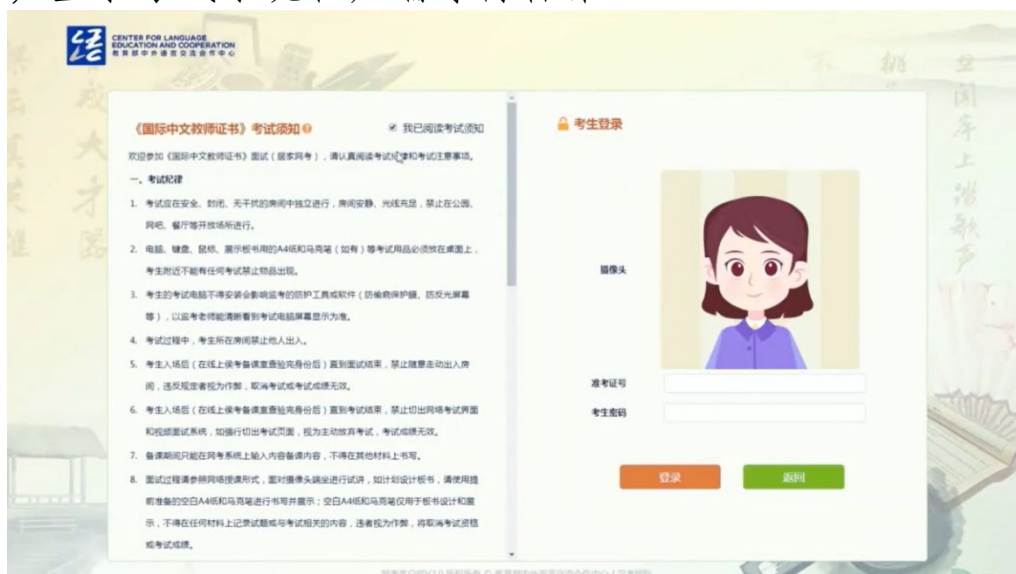 CENTER FOR LANGUAGE
EDUCATION AND COOPERATION
教育部中外语言交流合作中心
《国际中文教师证书》考试须知
我已阅读考试须知
欢迎参加《国际中文教师证书》面试（居家网考），请认真阅读考试纪律和考试注意事项。
一、考试纪律
1. 考试应在安全、封闭、无干扰的房间中独立进行，房间安静、光线充足，禁止在公园、
网吧、餐厅等开放场所进行。
2. 电脑、键盘、鼠标、展示板书用的A4纸和马克笔（如有）等考试用品必须放在桌面上，
考生附近不能有任何考试禁止物品出现。
3. 考生的考试电脑不得安装会影响监考的防护工具或软件（防偷窥保护膜、防反光屏幕
等），以监考老师能清晰看到考试电脑屏幕显示为准。
4. 考试过程中，考生所在房间禁止他人出入。
5. 考生入场后（在线上候考备课室查验完身份后）直到面试结束，禁止随意走动出入房
间，违反规定者视为作弊，取消考试或考试成绩无效。
6. 考生入场后（在线上候考备课室查验完身份后）直到考试结束，禁止切出网络考试界面
和视频面试系统，如强行切出考试页面，视为主动放弃考试，考试成绩无效。
7. 备课期间只能在网考系统上输入内容备课内容，不得在其他材料上书写。
8. 面试过程请参照网络授课形式，面对摄像头端坐进行试讲，如计划设计板书，请使用提
前准备的空白A4纸和马克笔进行书写并展示；空白A4纸和马克笔仅用于板书设计和展
示，不得在任何材料上记录试题或与考试相关的内容，违者视为作弊，将取消考试资格
或考试成绩。
考生登录
摄像头
准考证号
考生密码
登录
返回